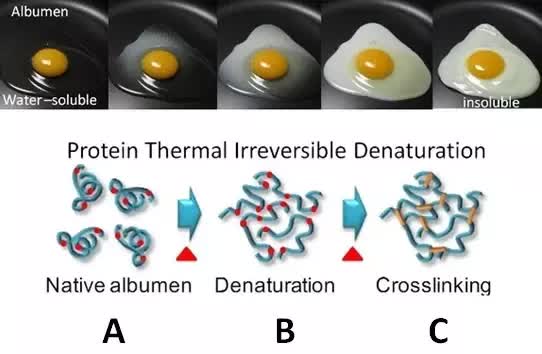 Albumen
Water-soluble
insoluble
Protein Thermal Irreversible Denaturation
Native albumen
Denaturation
Crosslinking
A
B
C